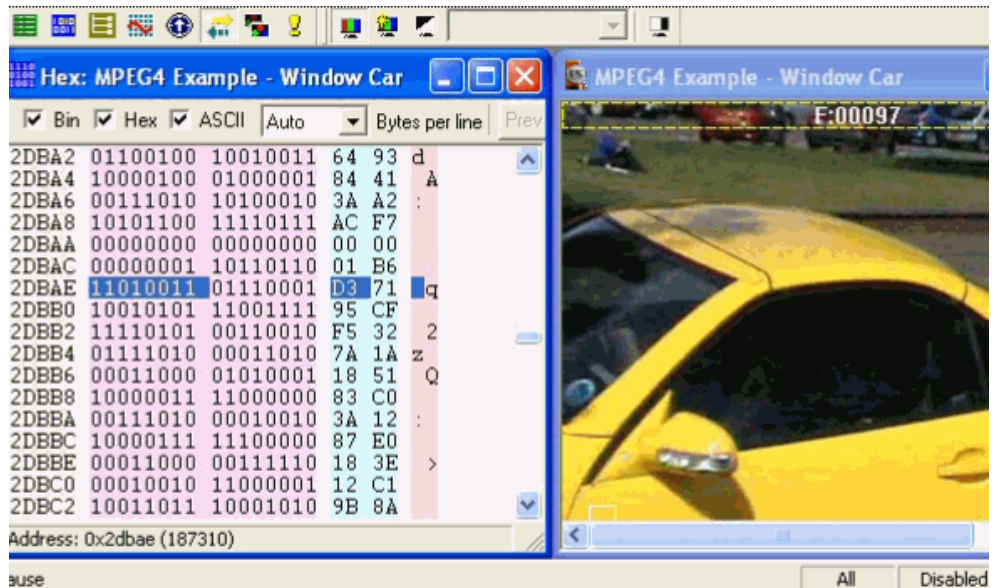 Hex: MPEG4 Example - Window Car
Bin Hex ASCII Auto Bytes per line Prev
2DBA2 01100100 10010011 64 93 d
2DBA4 10000100 01000001 84 41 A
2DBA6 00111010 10100010 3A A2 :
2DBA8 10101100 11110111 AC F7
2DBAA 00000000 00000000 00 00
2DBAC 00000001 10110110 01 B6
2DBAE 11010011 01110001 D3 71 q
2DBB0 10010101 11001111 95 CF
2DBB2 11110101 00110010 F5 32 2
2DBB4 01111010 00011010 7A 1A z
2DBB6 00011000 01010001 18 51 Q
2DBB8 10000011 11000000 83 C0
2DBBA 00111010 00010010 3A 12 :
2DBBC 10000111 11100000 87 E0
2DBBE 00011000 00111110 18 3E >
2DBC0 00010010 11000001 12 C1
2DBC2 10011011 10001010 9B 8A
Address: 0x2dbae (187310)
MPEG4 Example - Window Car
F:00097
ause
All Disabled